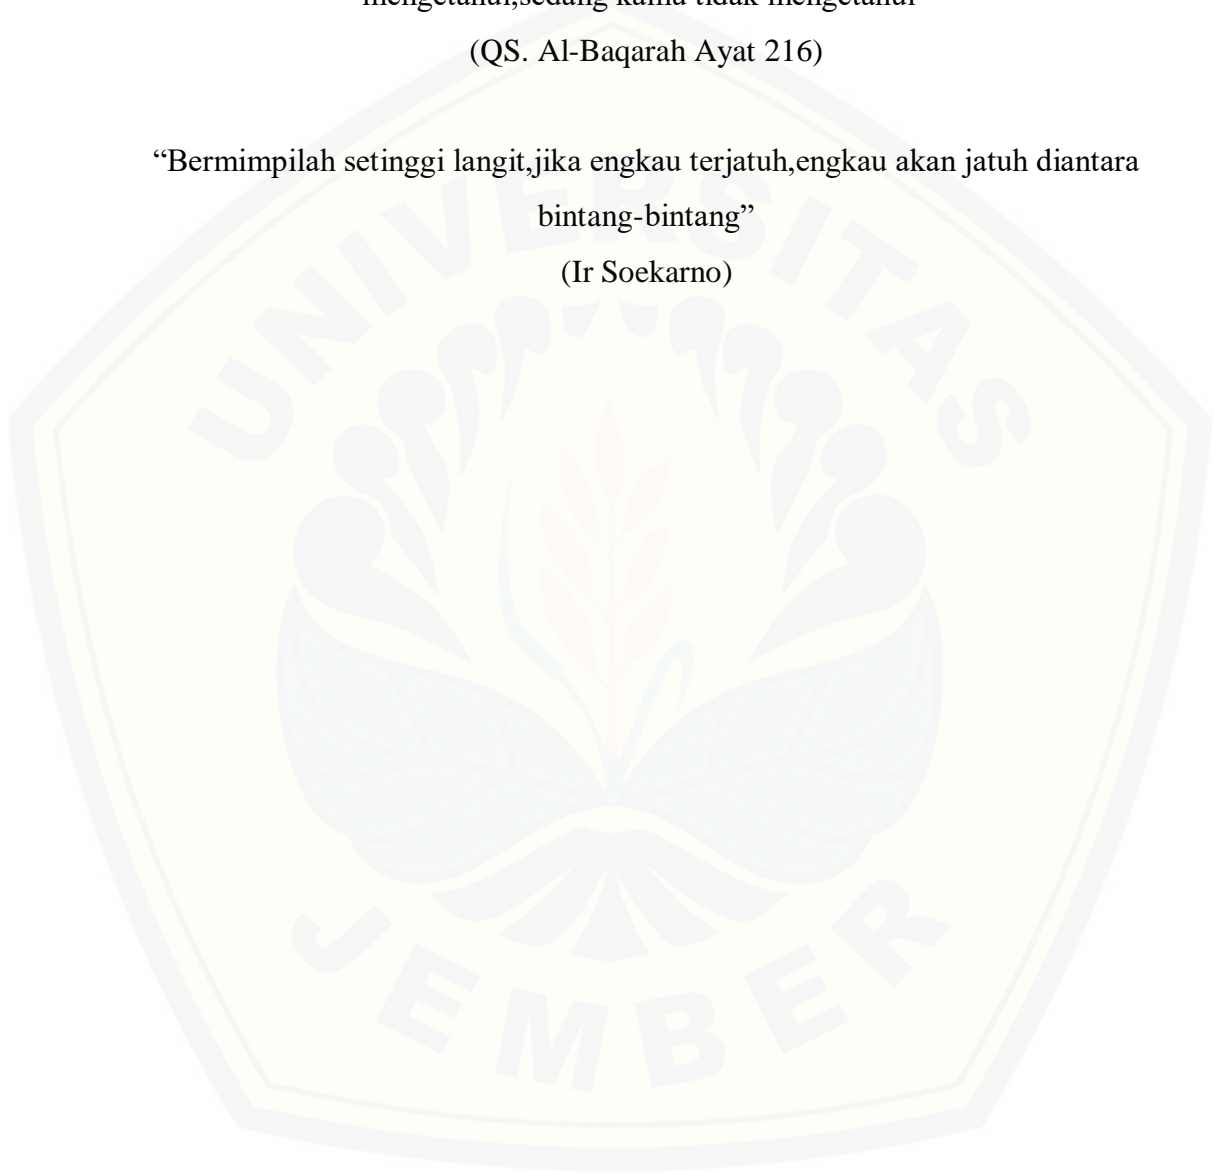 mengetahui,sedang kamu tidak mengetahui”
(QS. Al-Baqarah Ayat 216)
“Bermimpilah setinggi langit,jika engkau terjatuh,engkau akan jatuh diantara
bintang-bintang”
(Ir Soekarno)
UNIVERSITAS
JEMBER